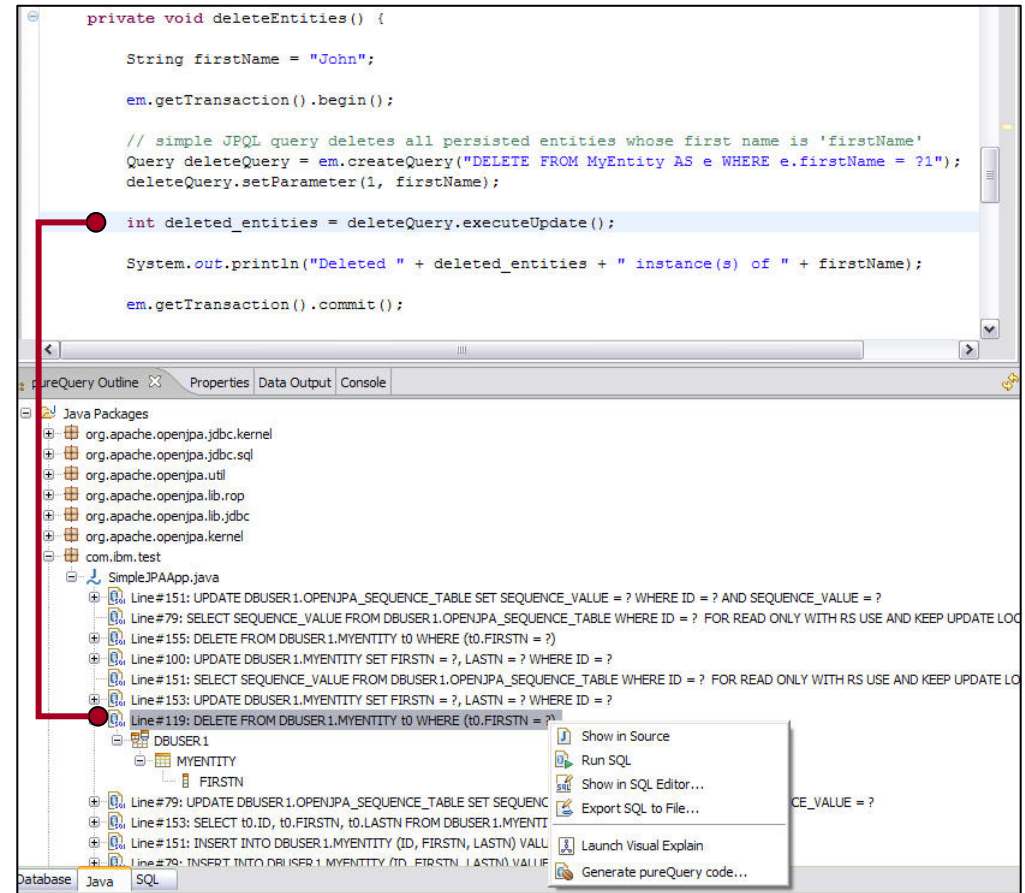 private void deleteEntities() {
String firstName = "John";
em.getTransaction().begin();
// simple JPQL query deletes all persisted entities whose first name is 'firstName'
Query deleteQuery = em.createQuery("DELETE FROM MyEntity AS e WHERE e.firstName = ?1");
deleteQuery.setParameter(1, firstName);
int deleted_entities = deleteQuery.executeUpdate();
System.out.println("Deleted " + deleted_entities + " instance(s) of " + firstName);
em.getTransaction().commit();
pureQuery Outline Properties Data Output Console
Java Packages
org.apache.openjpa.jdbc.kernel
org.apache.openjpa.jdbc.sql
org.apache.openjpa.util
org.apache.openjpa.lib.rop
org.apache.openjpa.lib.jdbc
org.apache.openjpa.kernel
com.ibm.test
SimpleJPAApp.java
Line#151: UPDATE DBUSER1.OPENJPA_SEQUENCE_TABLE SET SEQUENCE_VALUE = ? WHERE ID = ? AND SEQUENCE_VALUE = ?
Line#79: SELECT SEQUENCE_VALUE FROM DBUSER1.OPENJPA_SEQUENCE_TABLE WHERE ID = ? FOR READ ONLY WITH RS USE AND KEEP UPDATE LOC
Line#155: DELETE FROM DBUSER1.MYENTITY t0 WHERE (t0.FIRSTN = ?)
Line#100: UPDATE DBUSER1.MYENTITY SET FIRSTN = ?, LASTN = ? WHERE ID = ?
Line#151: SELECT SEQUENCE_VALUE FROM DBUSER1.OPENJPA_SEQUENCE_TABLE WHERE ID = ? FOR READ ONLY WITH RS USE AND KEEP UPDATE LO
Line#153: UPDATE DBUSER1.MYENTITY SET FIRSTN = ?, LASTN = ? WHERE ID = ?
Line#119: DELETE FROM DBUSER1.MYENTITY t0 WHERE (t0.FIRSTN = ?)
DBUSER1
MYENTITY
FIRSTN
Line#79: UPDATE DBUSER1.OPENJPA_SEQUENCE_TABLE SET SEQUENC CE_VALUE = ?
Line#153: SELECT t0.ID, t0.FIRSTN, t0.LASTN FROM DBUSER1.MYENTI
Line#151: INSERT INTO DBUSER1.MYENTITY (ID, FIRSTN, LASTN) VALU
Line#79: INSERT INTO DBUSER1.MYENTITY (ID, FIRSTN, LASTN) VALUE
Show in Source
Run SQL
Show in SQL Editor...
Export SQL to File...
Launch Visual Explain
Generate pureQuery code...
Database Java SQL